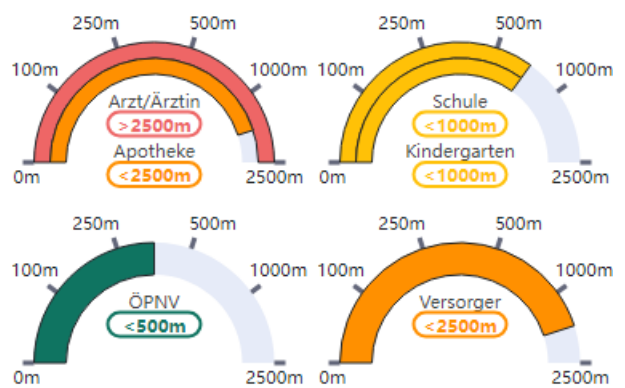 250m 500m
100m 1000m
Arzt/Ärztin
>2500m
Apotheke
<2500m
0m 2500m
250m 500m
100m 1000m
Schule
<1000m
Kindergarten
<1000m
0m 2500m
250m 500m
100m 1000m
ÖPNV
<500m
0m 2500m
250m 500m
100m 1000m
Versorger
<2500m
0m 2500m